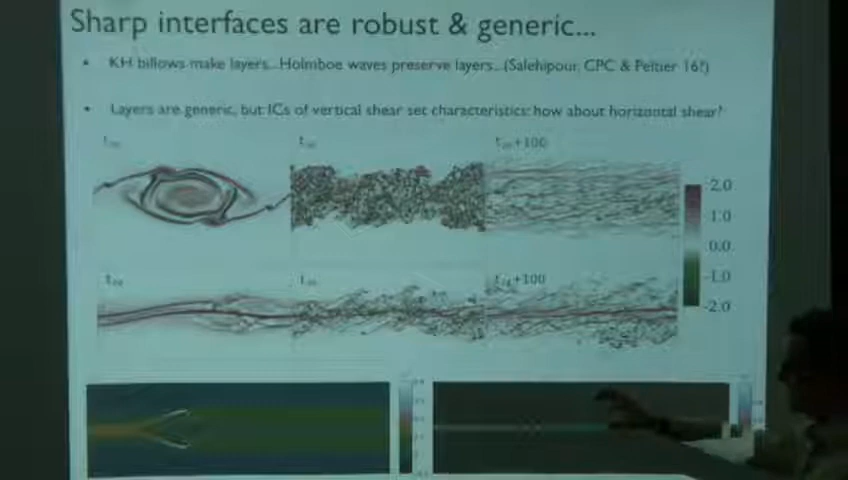 Sharp interfaces are robust & generic...
• KH billows make layers...Holmboe waves preserve layers...(Salehipour, CPC & Peltier 16?)
• Layers are generic, but ICs of vertical shear set characteristics: how about horizontal shear?
+100
2.0
1.0
0.0
-1.0
-2.0
+100